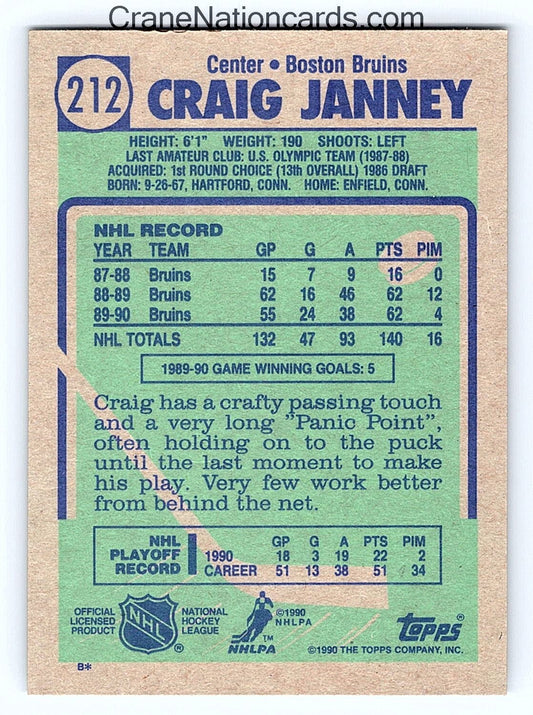 CraneNationcards.com
212
Center • Boston Bruins
CRAIG JANNEY
HEIGHT: 6'1" WEIGHT: 190 SHOOTS: LEFT
LAST AMATEUR CLUB: U.S. OLYMPIC TEAM (1987-88)
ACQUIRED: 1st ROUND CHOICE (13th OVERALL) 1986 DRAFT
BORN: 9-26-67, HARTFORD, CONN. HOME: ENFIELD, CONN.
NHL RECORD
YEAR TEAM GP G A PTS PIM
87-88 Bruins 15 7 9 16 0
88-89 Bruins 62 16 46 62 12
89-90 Bruins 55 24 38 62 4
NHL TOTALS 132 47 93 140 16
1989-90 GAME WINNING GOALS: 5
Craig has a crafty passing touch
and a very long "Panic Point",
often holding on to the puck
until the last moment to make
his play. Very few work better
from behind the net.
NHL PLAYOFF RECORD
GP G A PTS PIM
1990 18 3 19 22 2
CAREER 51 13 38 51 34
OFFICIAL
LICENSED
PRODUCT
NHL
®
NATIONAL
HOCKEY
LEAGUE
©1990
NHLPA
TM
NHLPA
TOPPS®
©1990 THE TOPPS COMPANY, INC.
B*